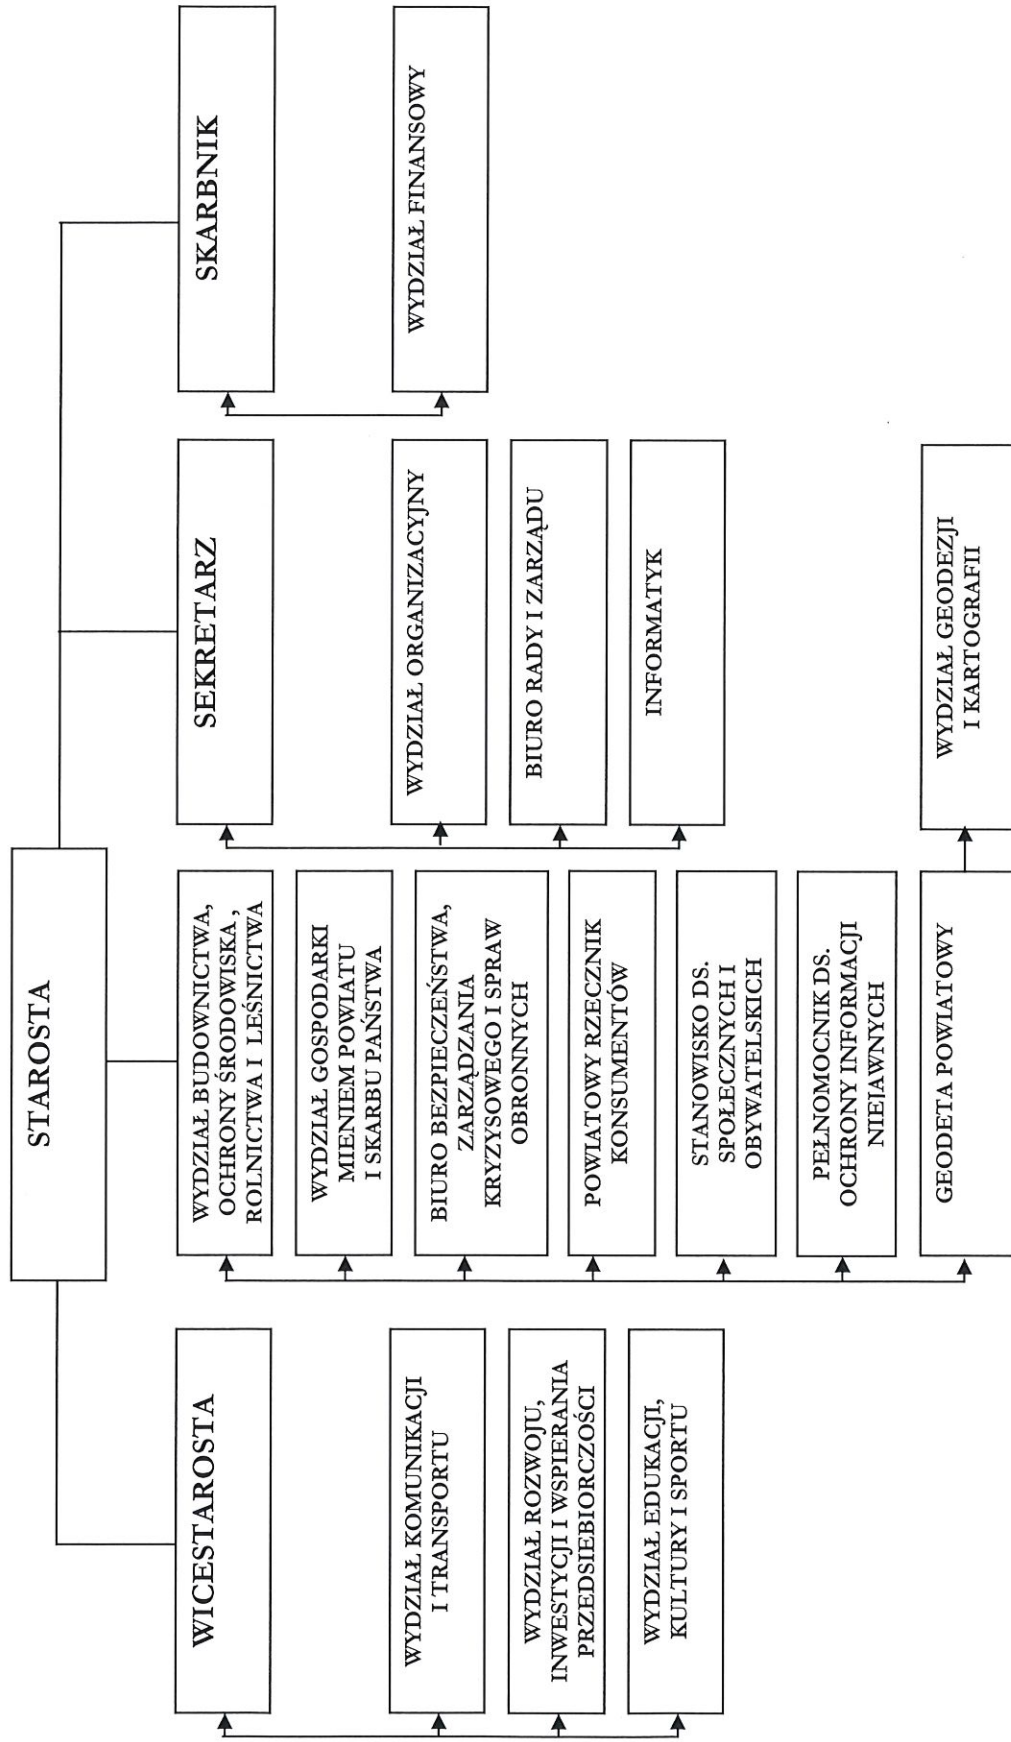 STAROSTA
WICESTAROSTA
WYDZIAŁ KOMUNIKACJI
I TRANSPORTU
WYDZIAŁ ROZWOJU,
INWESTYCJI I WSPIERANIA
PRZEDSIEBIORCZOŚCI
WYDZIAŁ EDUKACJI,
KULTURY I SPORTU
WYDZIAŁ BUDOWNICTWA,
OCHRONY ŚRODOWISKA,
ROLNICTWA I LEŚNICTWA
WYDZIAŁ GOSPODARKI
MIENIEM POWIATU
I SKARBU PAŃSTWA
BIURO BEZPIECZEŃSTWA,
ZARZĄDZANIA
KRYZYSOWEGO I SPRAW
OBRONNYCH
POWIATOWY RZECZNIK
KONSUMENTÓW
STANOWISKO DS.
SPOŁECZNYCH I
OBYWATELSKICH
PEŁNOMOCNIK DS.
OCHRONY INFORMACJI
NIEJAWNYCH
GEODETA POWIATOWY
WYDZIAŁ GEODEZJI
I KARTOGRAFII
SEKRETARZ
WYDZIAŁ ORGANIZACYJNY
BIURO RADY I ZARZĄDU
INFORMATYK
SKARBNIK
WYDZIAŁ FINANSOWY